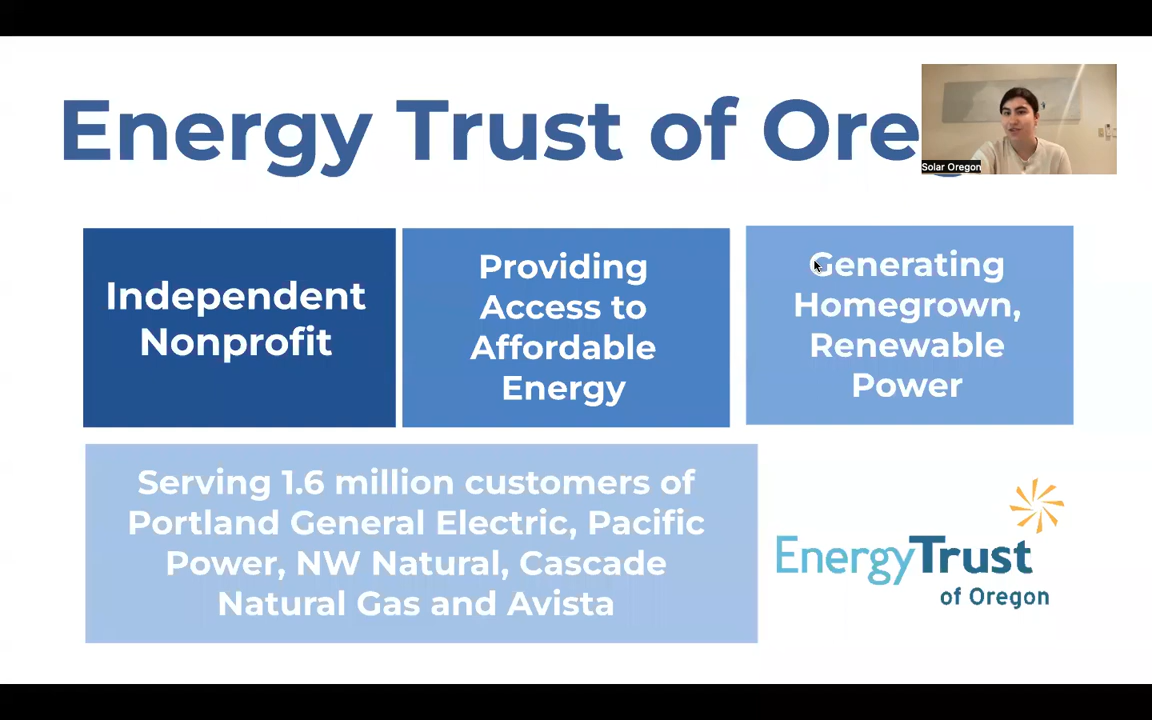 Energy Trust of Ore
Solar Oregon
Independent
Nonprofit
Providing
Access to
Affordable
Energy
Generating
Homegrown,
Renewable
Power
Serving 1.6 million customers of
Portland General Electric, Pacific
Power, NW Natural, Cascade
Natural Gas and Avista
EnergyTrust
of Oregon